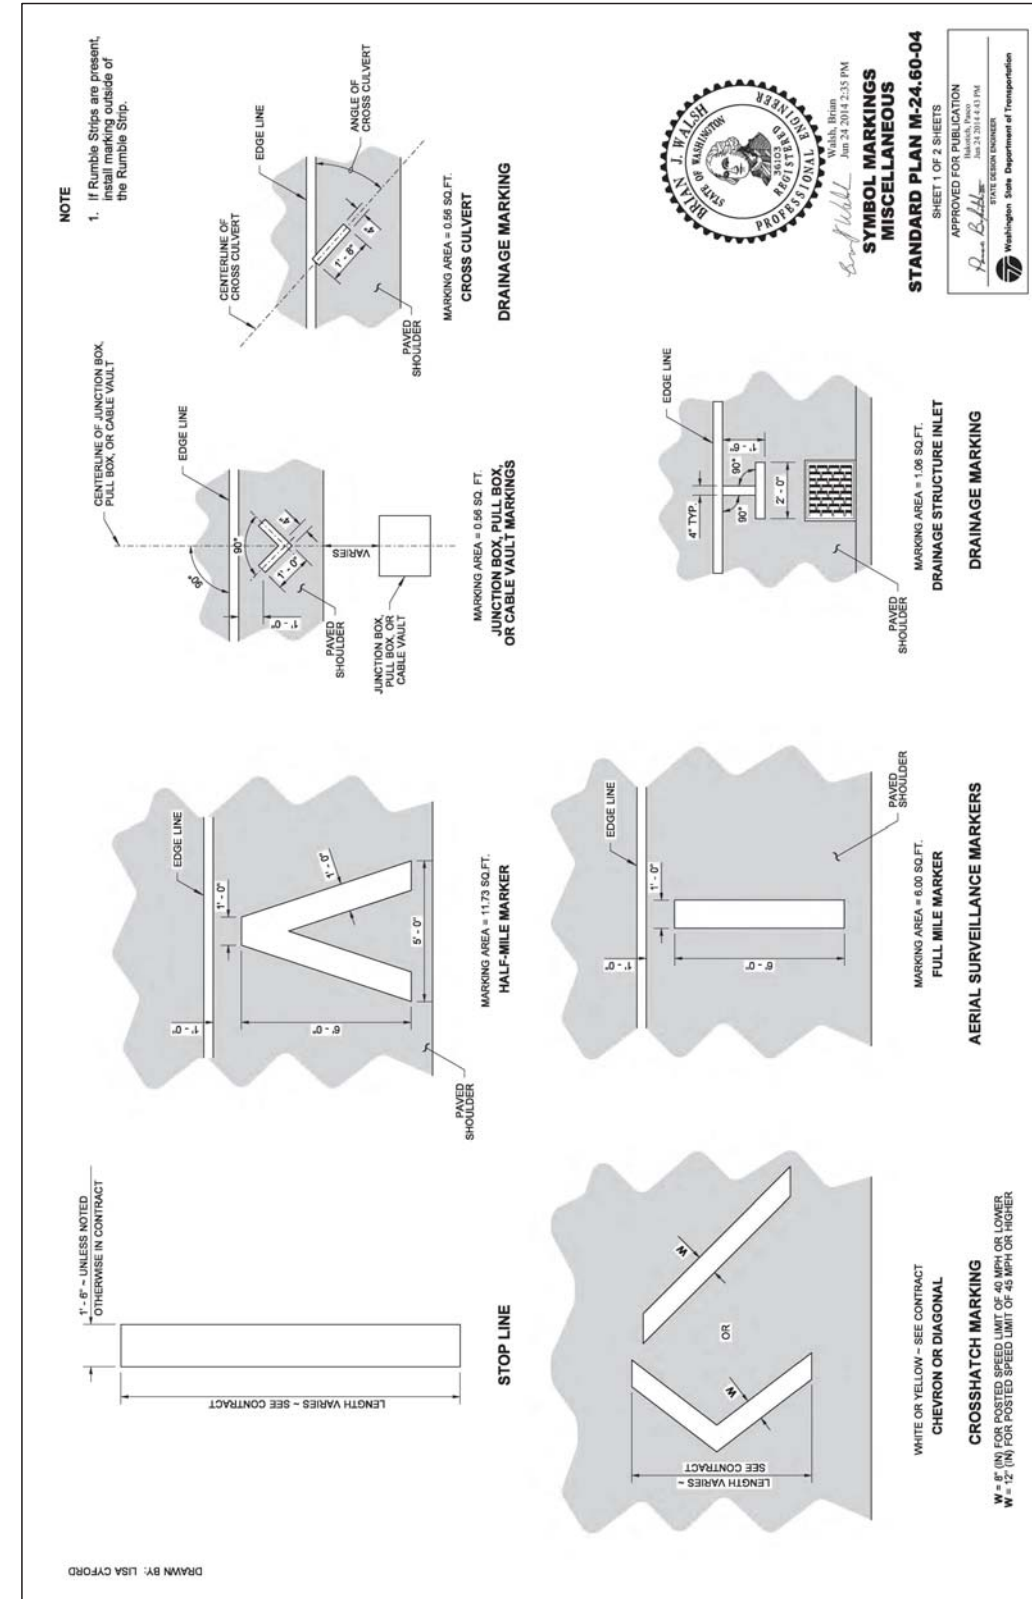 DRAWN BY: LISA CYFORD
1' - 6" ~ UNLESS NOTED
OTHERWISE IN CONTRACT
LENGTH VARIES ~ SEE CONTRACT
STOP LINE
EDGE LINE
1' - 0"
1' - 0"
6' - 0"
1' - 0"
5' - 0"
PAVED
SHOULDER
MARKING AREA = 11.73 SQ.FT.
HALF-MILE MARKER
CENTERLINE OF JUNCTION BOX,
PULL BOX, OR CABLE VAULT
EDGE LINE
90°
90°
1' - 0"
1' - 0"
4"
PAVED
SHOULDER
VARIES
JUNCTION BOX,
PULL BOX, OR
CABLE VAULT
MARKING AREA = 0.56 SQ. FT.
JUNCTION BOX, PULL BOX,
OR CABLE VAULT MARKINGS
CENTERLINE OF
CROSS CULVERT
EDGE LINE
ANGLE OF
CROSS CULVERT
1' - 8"
4"
PAVED
SHOULDER
MARKING AREA = 0.56 SQ.FT.
CROSS CULVERT
DRAINAGE MARKING
NOTE
1. If Rumble Strips are present,
install marking outside of
the Rumble Strip.
LENGTH VARIES ~
SEE CONTRACT
W
OR
W
WHITE OR YELLOW ~ SEE CONTRACT
CHEVRON OR DIAGONAL
CROSSHATCH MARKING
W = 8" (IN) FOR POSTED SPEED LIMIT OF 40 MPH OR LOWER
W = 12" (IN) FOR POSTED SPEED LIMIT OF 45 MPH OR HIGHER
EDGE LINE
1' - 0"
1' - 0"
6' - 0"
PAVED
SHOULDER
MARKING AREA = 6.00 SQ.FT.
FULL MILE MARKER
AERIAL SURVEILLANCE MARKERS
EDGE LINE
4" TYP.
1' - 6"
90°
90°
2' - 0"
PAVED
SHOULDER
MARKING AREA = 1.06 SQ.FT.
DRAINAGE STRUCTURE INLET
DRAINAGE MARKING
BRIAN J. WALSH
STATE OF WASHINGTON
36103
REGISTERED
PROFESSIONAL ENGINEER
Walsh, Brian
Jun 24 2014 2:35 PM
SYMBOL MARKINGS
MISCELLANEOUS
STANDARD PLAN M-24.60-04
SHEET 1 OF 2 SHEETS
APPROVED FOR PUBLICATION
Bakotich, Pasco
Jun 24 2014 4:43 PM
STATE DESIGN ENGINEER
Washington State Department of Transportation